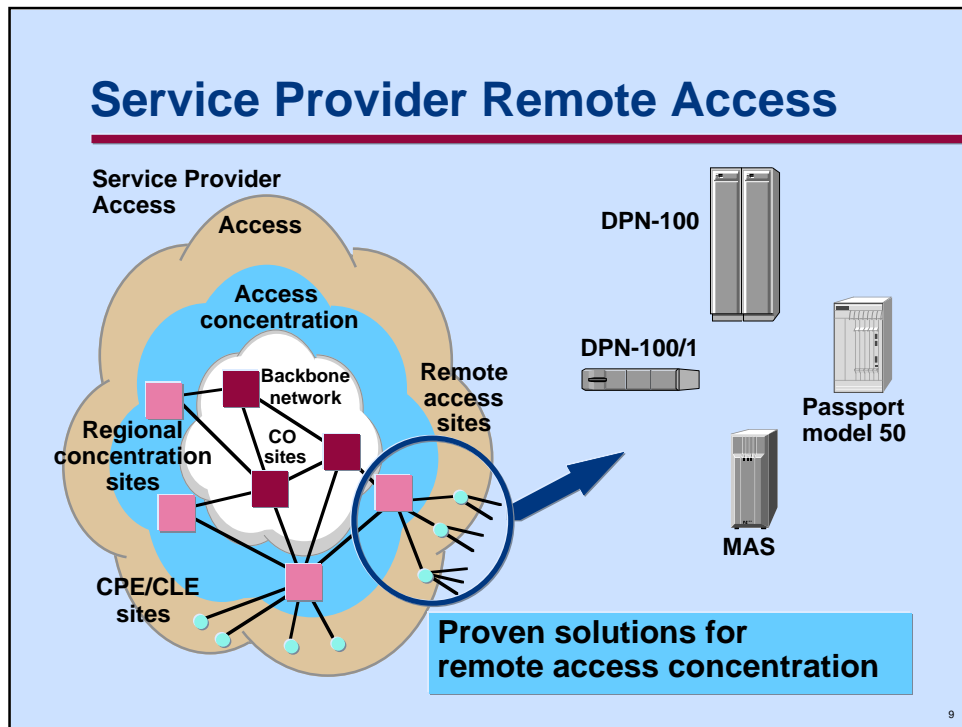 Service Provider Remote Access
Service Provider
Access
Access
Access
concentration
Backbone
network
CO
sites
Remote
access
sites
Regional
concentration
sites
CPE/CLE
sites
DPN-100
DPN-100/1
Passport
model 50
MAS
Proven solutions for
remote access concentration
9